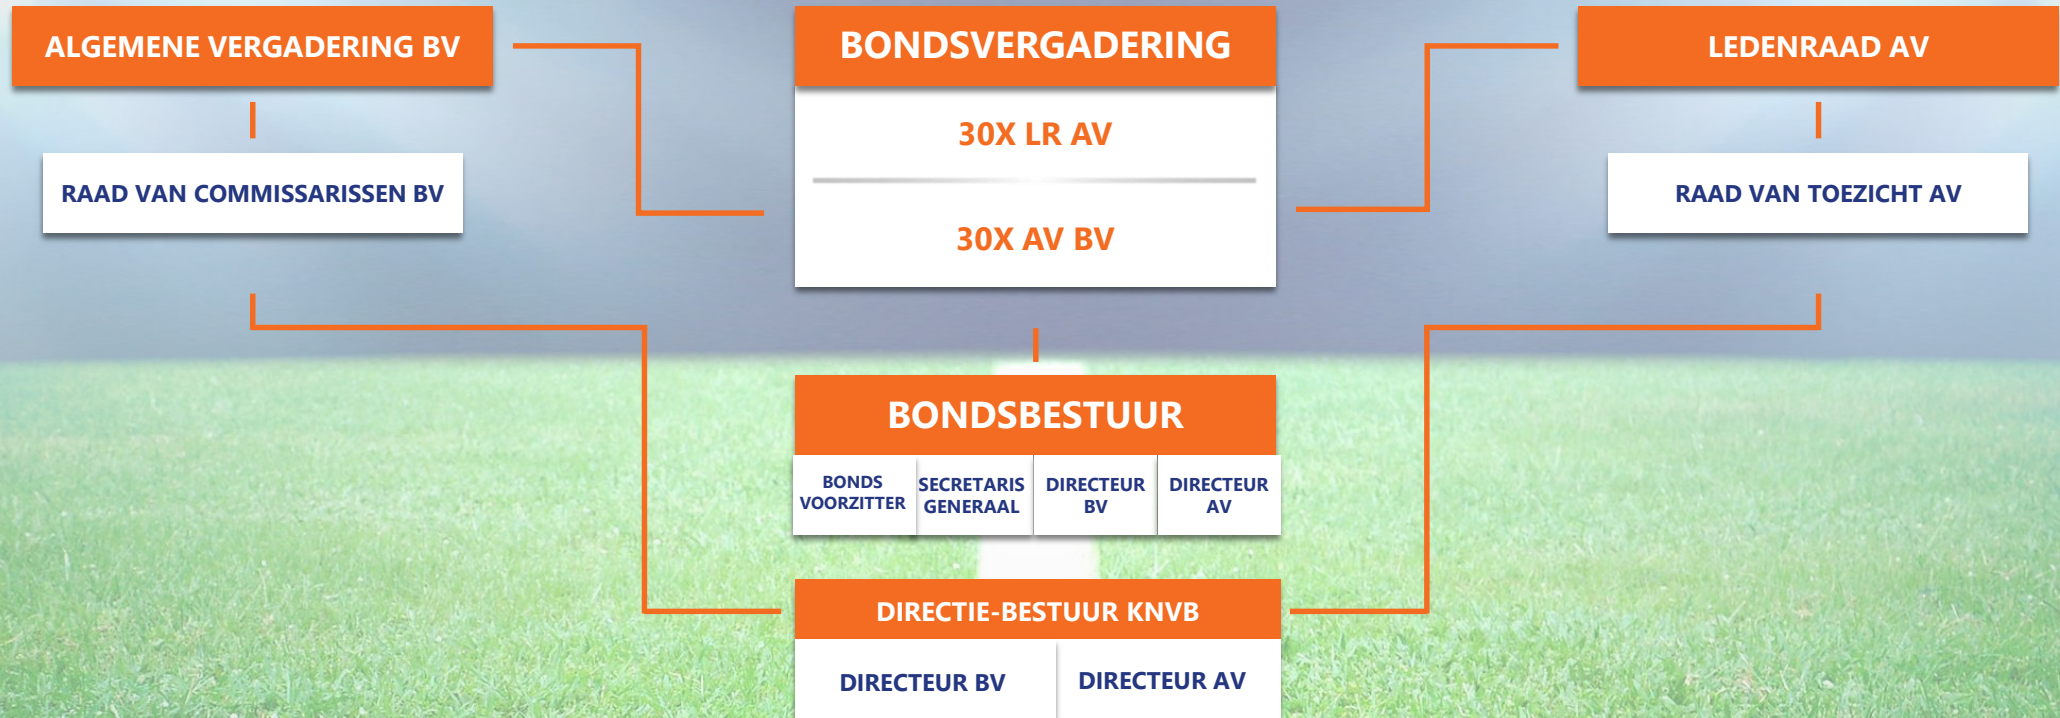 ALGEMENE VERGADERING BV
BONDSVERGADERING
LEDENRAAD AV
30X LR AV
RAAD VAN COMMISSARISSEN BV
RAAD VAN TOEZICHT AV
30X AV BV
BONDSBESTUUR
BONDS
VOORZITTER
SECRETARIS
GENERAAL
DIRECTEUR
BV
DIRECTEUR
AV
DIRECTIE-BESTUUR KNVB
DIRECTEUR BV
DIRECTEUR AV